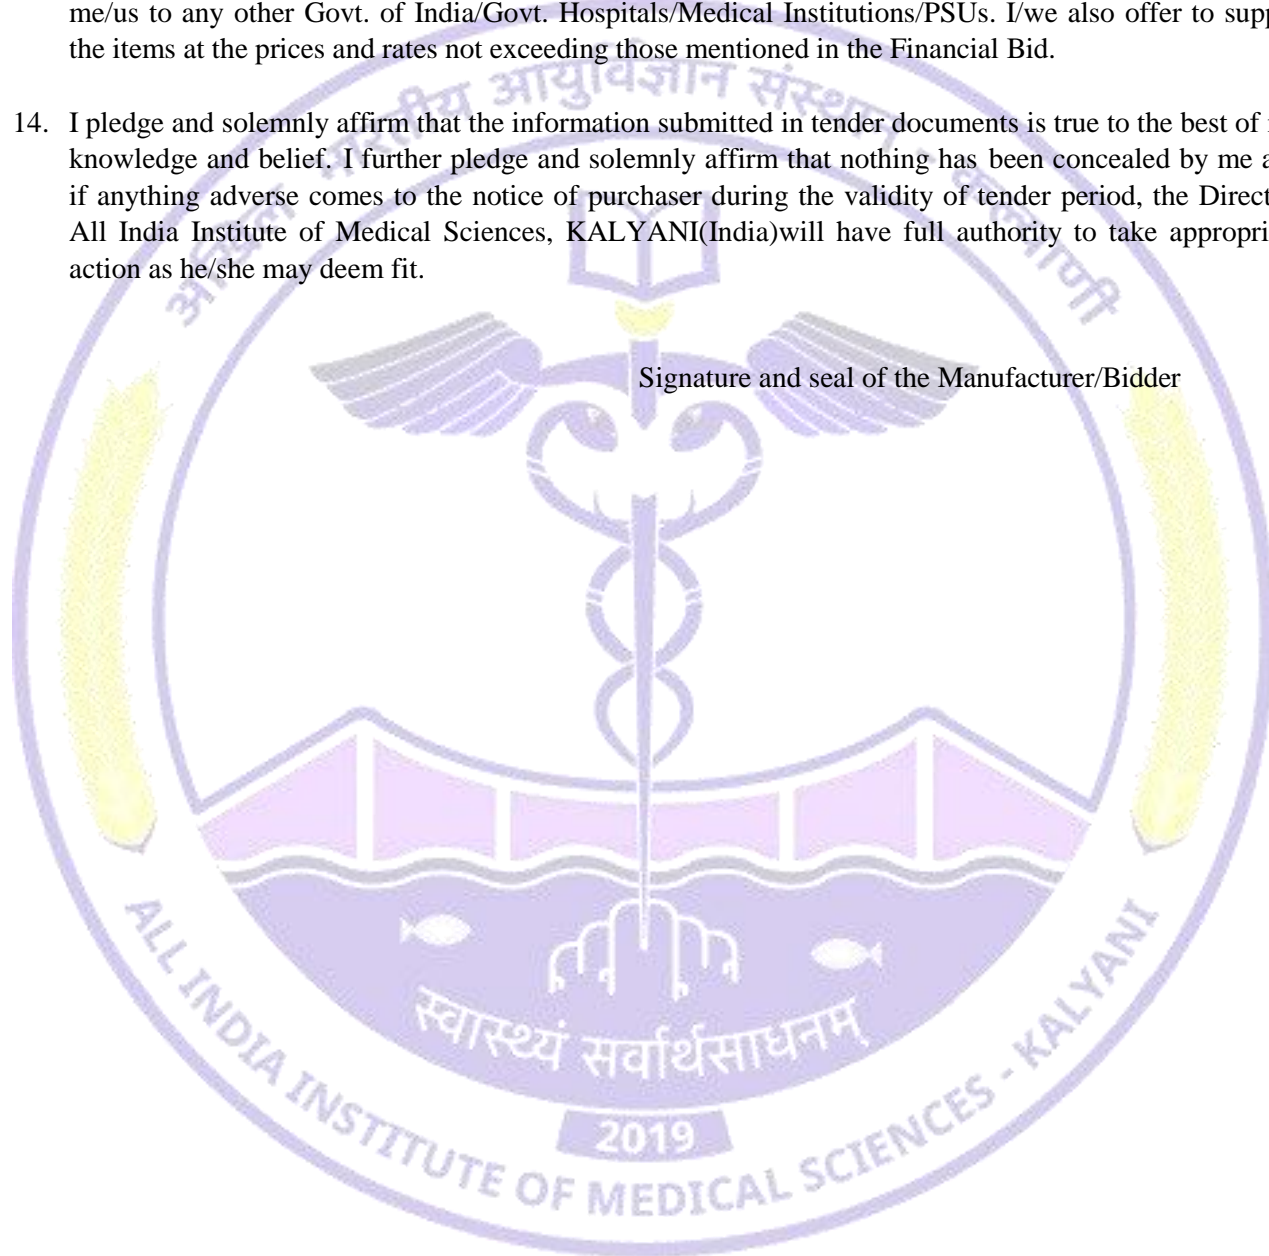 me/us to any other Govt. of India/Govt. Hospitals/Medical Institutions/PSUs. I/we also offer to supp
the items at the prices and rates not exceeding those mentioned in the Financial Bid.
14. I pledge and solemnly affirm that the information submitted in tender documents is true to the best of
knowledge and belief. I further pledge and solemnly affirm that nothing has been concealed by me a
if anything adverse comes to the notice of purchaser during the validity of tender period, the Direct
All India Institute of Medical Sciences, KALYANI(India)will have full authority to take appropri
action as he/she may deem fit.
Signature and seal of the Manufacturer/Bidder
अखिल भारतीय आयुर्विज्ञान संस्थान - कल्याणी
स्वास्थ्यं सर्वार्थसाधनम्
2019
ALL INDIA INSTITUTE OF MEDICAL SCIENCES - KALYANI